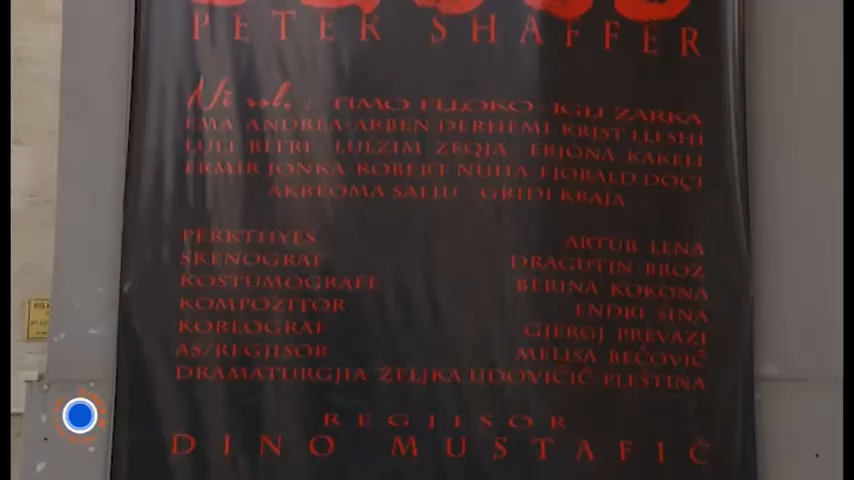 PETER SHAFFER
Në role: TIMO FLLOKO - IGLI ZARKA
EMA ANDREA - ARBEN DERHEMI - KRIST LLESHI
LULI BITRI LULZIM ZEQJA ERJONA KAKELI
ERMIR JONKA - ROBERT NUHA FJORALD DOÇI
AKREOMA SALIU GRIDI KRAJA
PERKTHYES ARTUR LENA
SKENOGRAF DRAGUTIN BROZ
KOSTUMOGRAFE BERINA KOKONA
KOMPOZITOR ENDRI SINA
KOREOGRAF GJERGJ PREVAZI
AS/REGJISOR MELISA BEĆOVIĆ
DRAMATURGJIA ŽELJKA UDOVIČIĆ-PLEŠTINA
REGJISOR
DINO MUSTAFIĆ